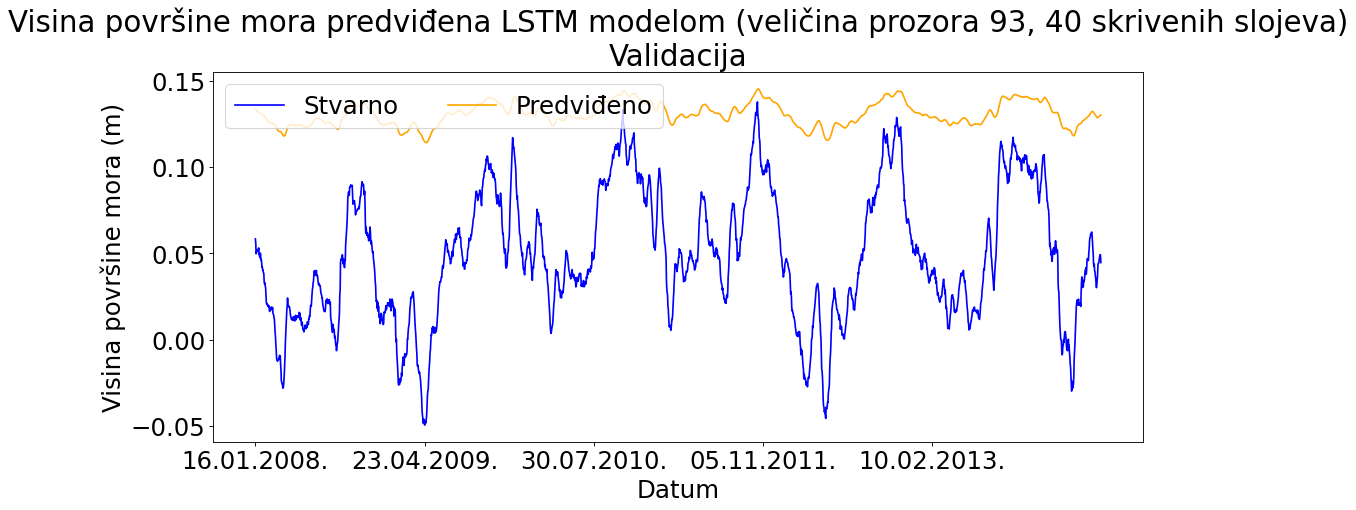 Visina površine mora predviđena LSTM modelom (veličina prozora 93, 40 skrivenih slojeva)
Validacija
Stvarno Predviđeno
Visina površine mora (m)
0.15
0.10
0.05
0.00
−0.05
16.01.2008. 23.04.2009. 30.07.2010. 05.11.2011. 10.02.2013.
Datum